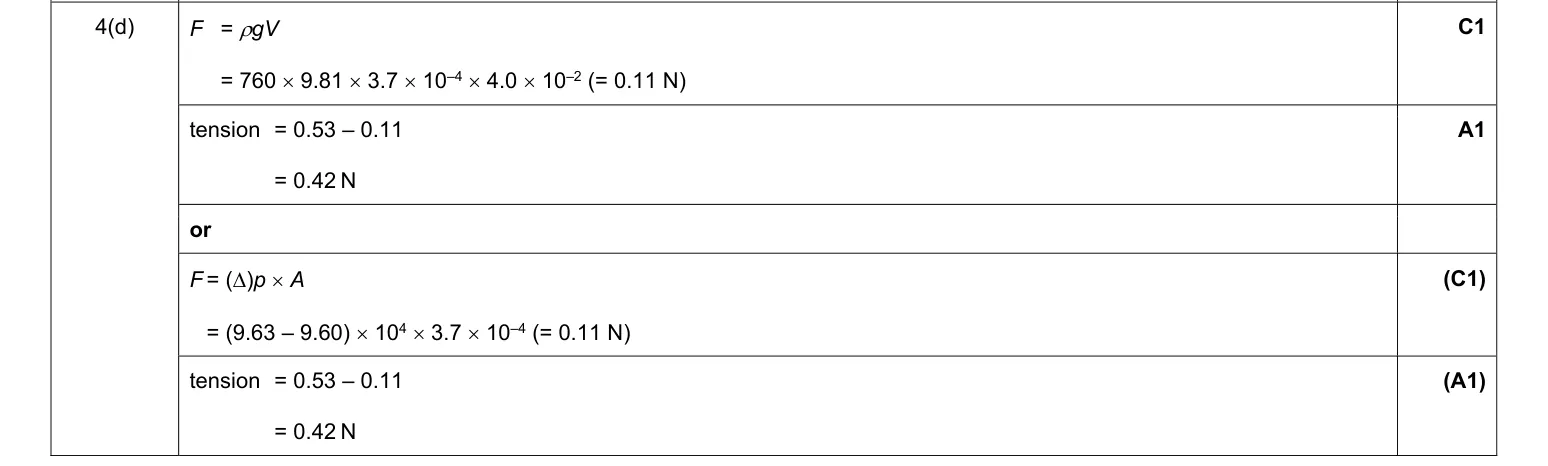 4(d) F = ρgV C1
= 760 × 9.81 × 3.7 × 10⁻⁴ × 4.0 × 10⁻² (= 0.11 N)
tension = 0.53 – 0.11 A1
= 0.42 N
or
F = (Δ)p × A (C1)
= (9.63 – 9.60) × 10⁴ × 3.7 × 10⁻⁴ (= 0.11 N)
tension = 0.53 – 0.11 (A1)
= 0.42 N